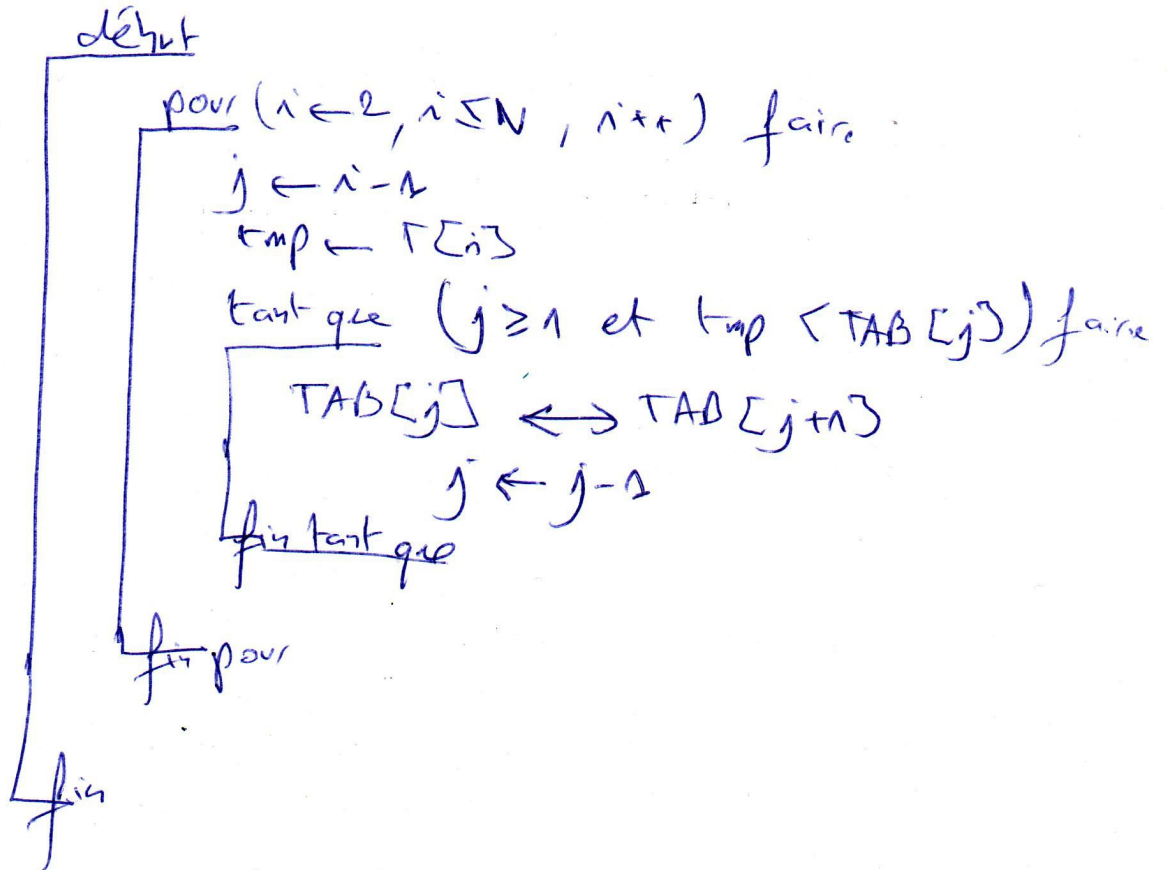 début
pour (i ← 2, i ≤ N, i++) faire
j ← i-1
tmp ← T[i]
tant que (j ≥ 1 et tmp < TAB[j]) faire
TAB[j] ↔ TAB[j+1]
j ← j-1
fin tant que
fin pour
fin